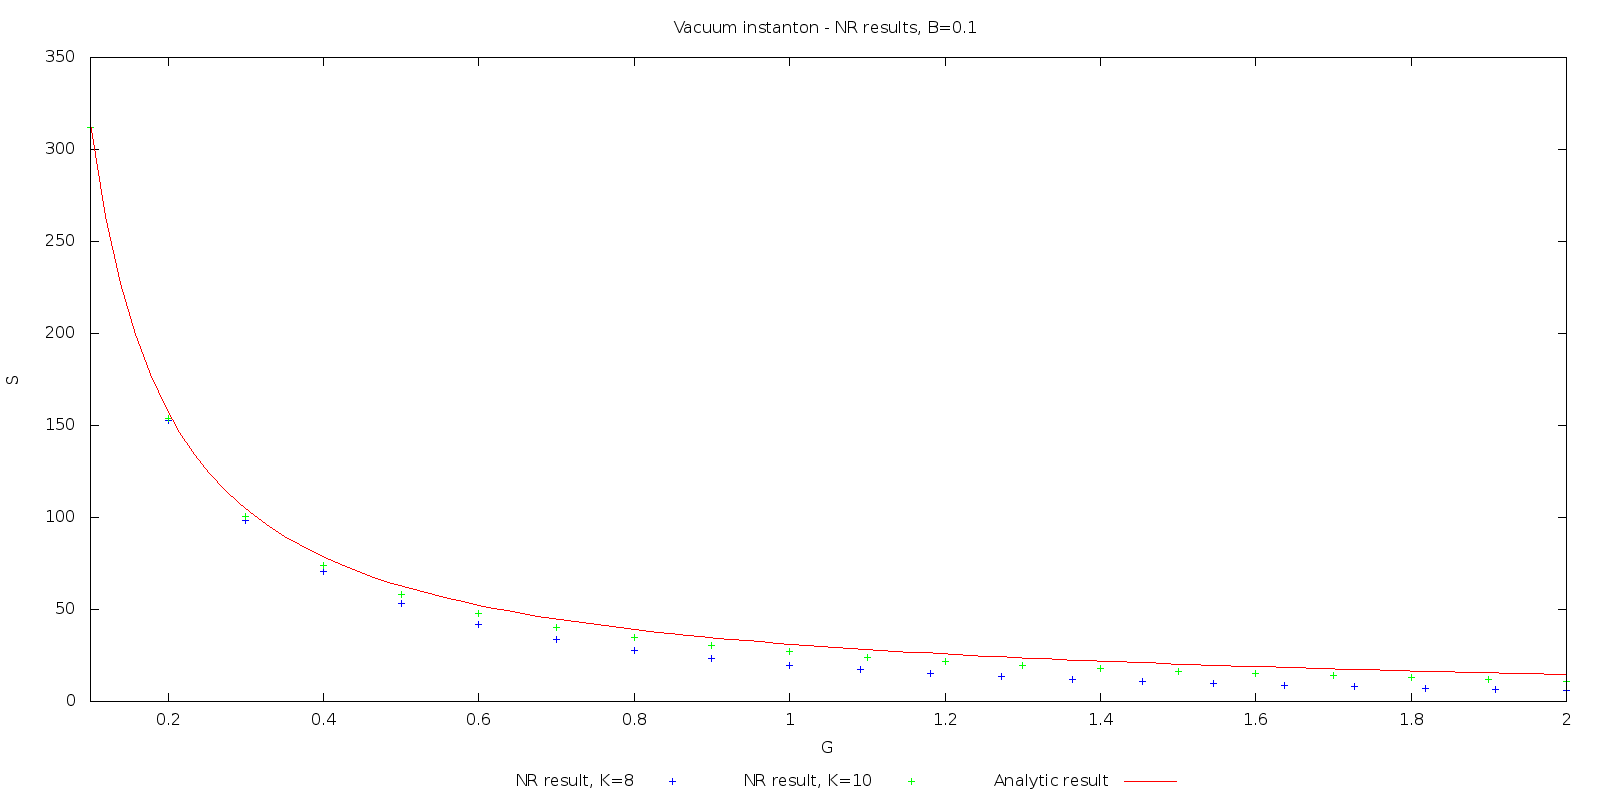 Vacuum instanton - NR results, B=0.1
350
300
250
200
150
100
50
0
S
0.2 0.4 0.6 0.8 1 1.2 1.4 1.6 1.8 2
G
NR result, K=8 NR result, K=10 Analytic result